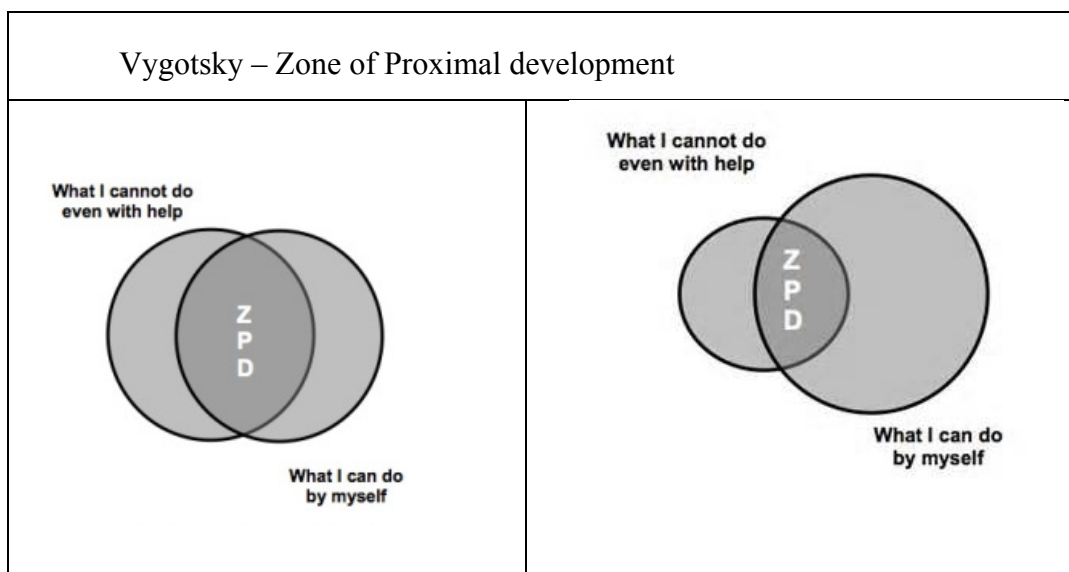 Vygotsky – Zone of Proximal development
What I cannot do
even with help
Z
P
D
What I can do
by myself
What I cannot do
even with help
Z
P
D
What I can do
by myself